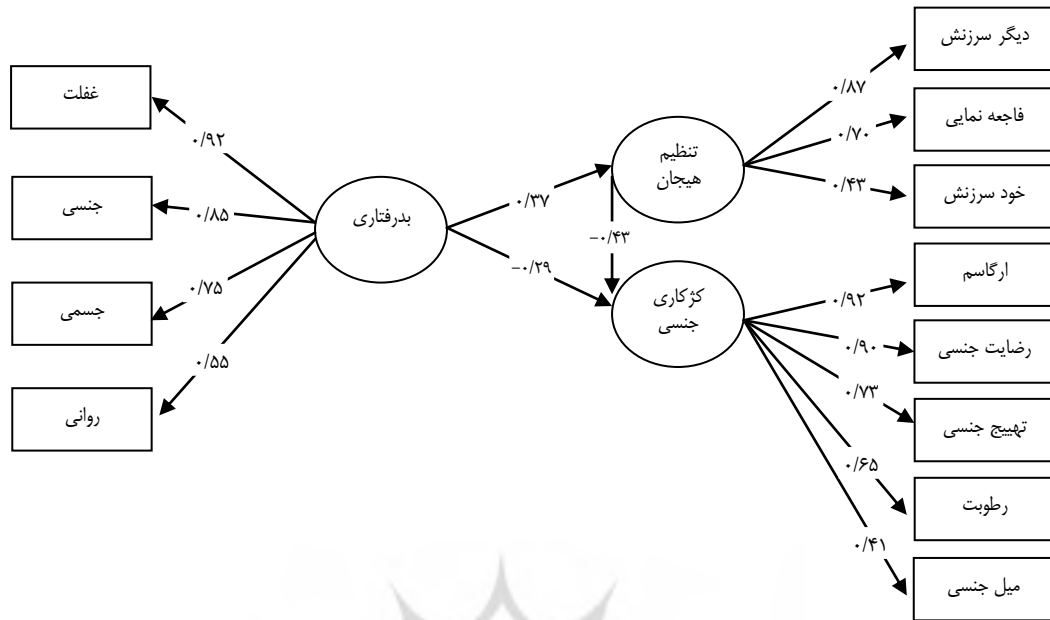 دیگر سرزنش
فاجعه نمایی
خود سرزنش
ارگاسم
رضایت جنسی
تهییج جنسی
رطوبت
میل جنسی
۰/۸۷
۰/۷۰
۰/۴۳
۰/۹۲
۰/۹۰
۰/۷۳
۰/۶۵
۰/۴۱
تنظیم
هیجان
کژکاری
جنسی
−۰/۴۳
۰/۳۷
−۰/۲۹
بدرفتاری
۰/۹۲
۰/۸۵
۰/۷۵
۰/۵۵
غفلت
جنسی
جسمی
روانی